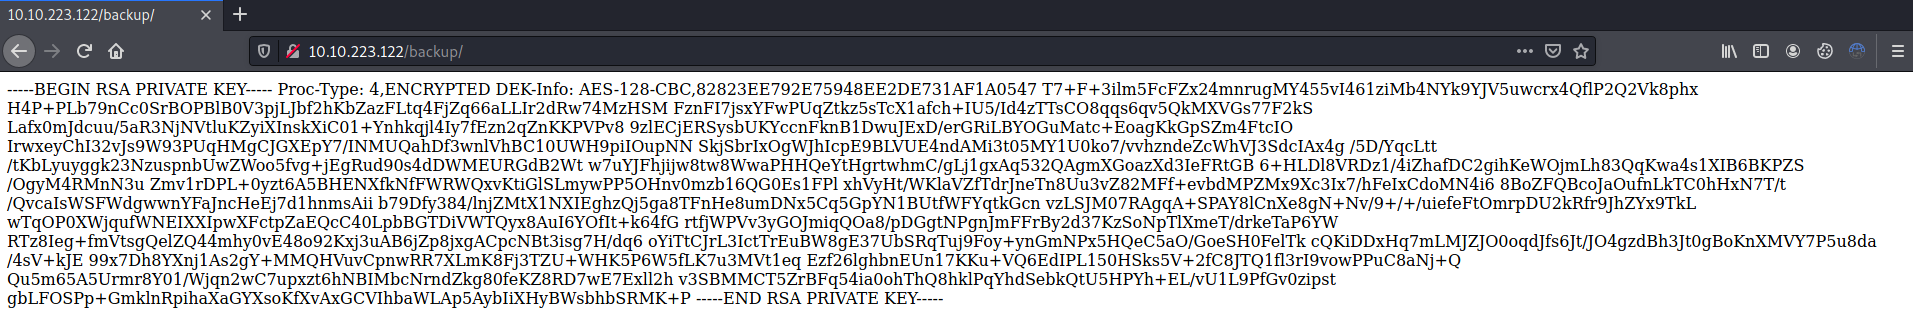 10.10.223.122/backup/
10.10.223.122/backup/
-----BEGIN RSA PRIVATE KEY----- Proc-Type: 4,ENCRYPTED DEK-Info: AES-128-CBC,82823EE792E75948EE2DE731AF1A0547 T7+F+3ilm5FcFZx24mnrugMY455vI461ziMb4NYk9YJV5uwcrx4QflP2Q2Vk8phx
H4P+PLb79nCc0SrBOPBlB0V3pjLJbf2hKbZazFLtq4FjZq66aLLIr2dRw74MzHSM FznFI7jsxYFwPUqZtkz5sTcX1afch+IU5/Id4zTTsCO8qqs6qv5QkMXVGs77F2kS
Lafx0mJdcuu/5aR3NjNVtluKZyiXInskXiC01+Ynhkqjl4Iy7fEzn2qZnKKPVPv8 9zlECjERSysbUKYccnFknB1DwuJExD/erGRiLBYOGuMatc+EoagKkGpSZm4FtcIO
IrwxeyChI32vJs9W93PUqHMgCJGXEpY7/INMUQahDf3wnlVhBC10UWH9piIOupNN SkjSbrIxOgWJhIcpE9BLVUE4ndAMi3t05MY1U0ko7/vvhzndeZcWhVJ3SdcIAx4g /5D/YqcLtt
/tKbLyuyggk23NzuspnbUwZWoo5fvg+jEgRud90s4dDWMEURGdB2Wt w7uYJFhijjw8tw8WwaPHHQeYtHgrtwhmC/gLj1gxAq532QAgmXGoazXd3IeFRtGB 6+HLDl8VRDz1/4iZhafDC2gihKeWOjmLh83QqKwa4s1XIB6BKPZS
/OgyM4RMnN3u Zmv1rDPL+0yzt6A5BHENXfkNfFWRWQxvKtiGlSLmywPP5OHnv0mzb16QG0Es1FPl xhVyHt/WKlaVZfTdrJneTn8Uu3vZ82MFf+evbdMPZMx9Xc3Ix7/hFeIxCdoMN4i6 8BoZFQBcoJaOufnLkTC0hHxN7T/t
/QvcaIsWSFWdgwwnYFaJncHeEj7d1hnmsAii b79Dfy384/lnjZMtX1NXIEghzQj5ga8TFnHe8umDNx5Cq5GpYN1BUtfWFYqtkGcn vzLSJM07RAgqA+SPAY8lCnXe8gN+Nv/9+/+/uiefeFtOmrpDU2kRfr9JhZYx9TkL
wTqOP0XWjqufWNEIXXIpwXFctpZaEQcC40LpbBGTDiVWTQyx8AuI6YOfIt+k64fG rtfjWPVv3yGOJmiqQOa8/pDGgtNPgnJmFFrBy2d37KzSoNpTlXmeT/drkeTaP6YW
RTz8Ieg+fmVtsgQelZQ44mhy0vE48o92Kxj3uAB6jZp8jxgACpcNBt3isg7H/dq6 oYiTtCJrL3IctTrEuBW8gE37UbSRqTuj9Foy+ynGmNPx5HQeC5aO/GoeSH0FelTk cQKiDDxHq7mLMJZJO0oqdJfs6Jt/JO4gzdBh3Jt0gBoKnXMVY7P5u8da
/4sV+kJE 99x7Dh8YXnj1As2gY+MMQHVuvCpnwRR7XLmK8Fj3TZU+WHK5P6W5fLK7u3MVt1eq Ezf26lghbnEUn17KKu+VQ6EdIPL150HSks5V+2fC8JTQ1fl3rI9vowPPuC8aNj+Q
Qu5m65A5Urmr8Y01/Wjqn2wC7upxzt6hNBIMbcNrndZkg80feKZ8RD7wE7Exll2h v3SBMMCT5ZrBFq54ia0ohThQ8hklPqYhdSebkQtU5HPYh+EL/vU1L9PfGv0zipst
gbLFOSPp+GmklnRpihaXaGYXsoKfXvAxGCVIhbaWLAp5AybIiXHyBWsbhbSRMK+P -----END RSA PRIVATE KEY-----